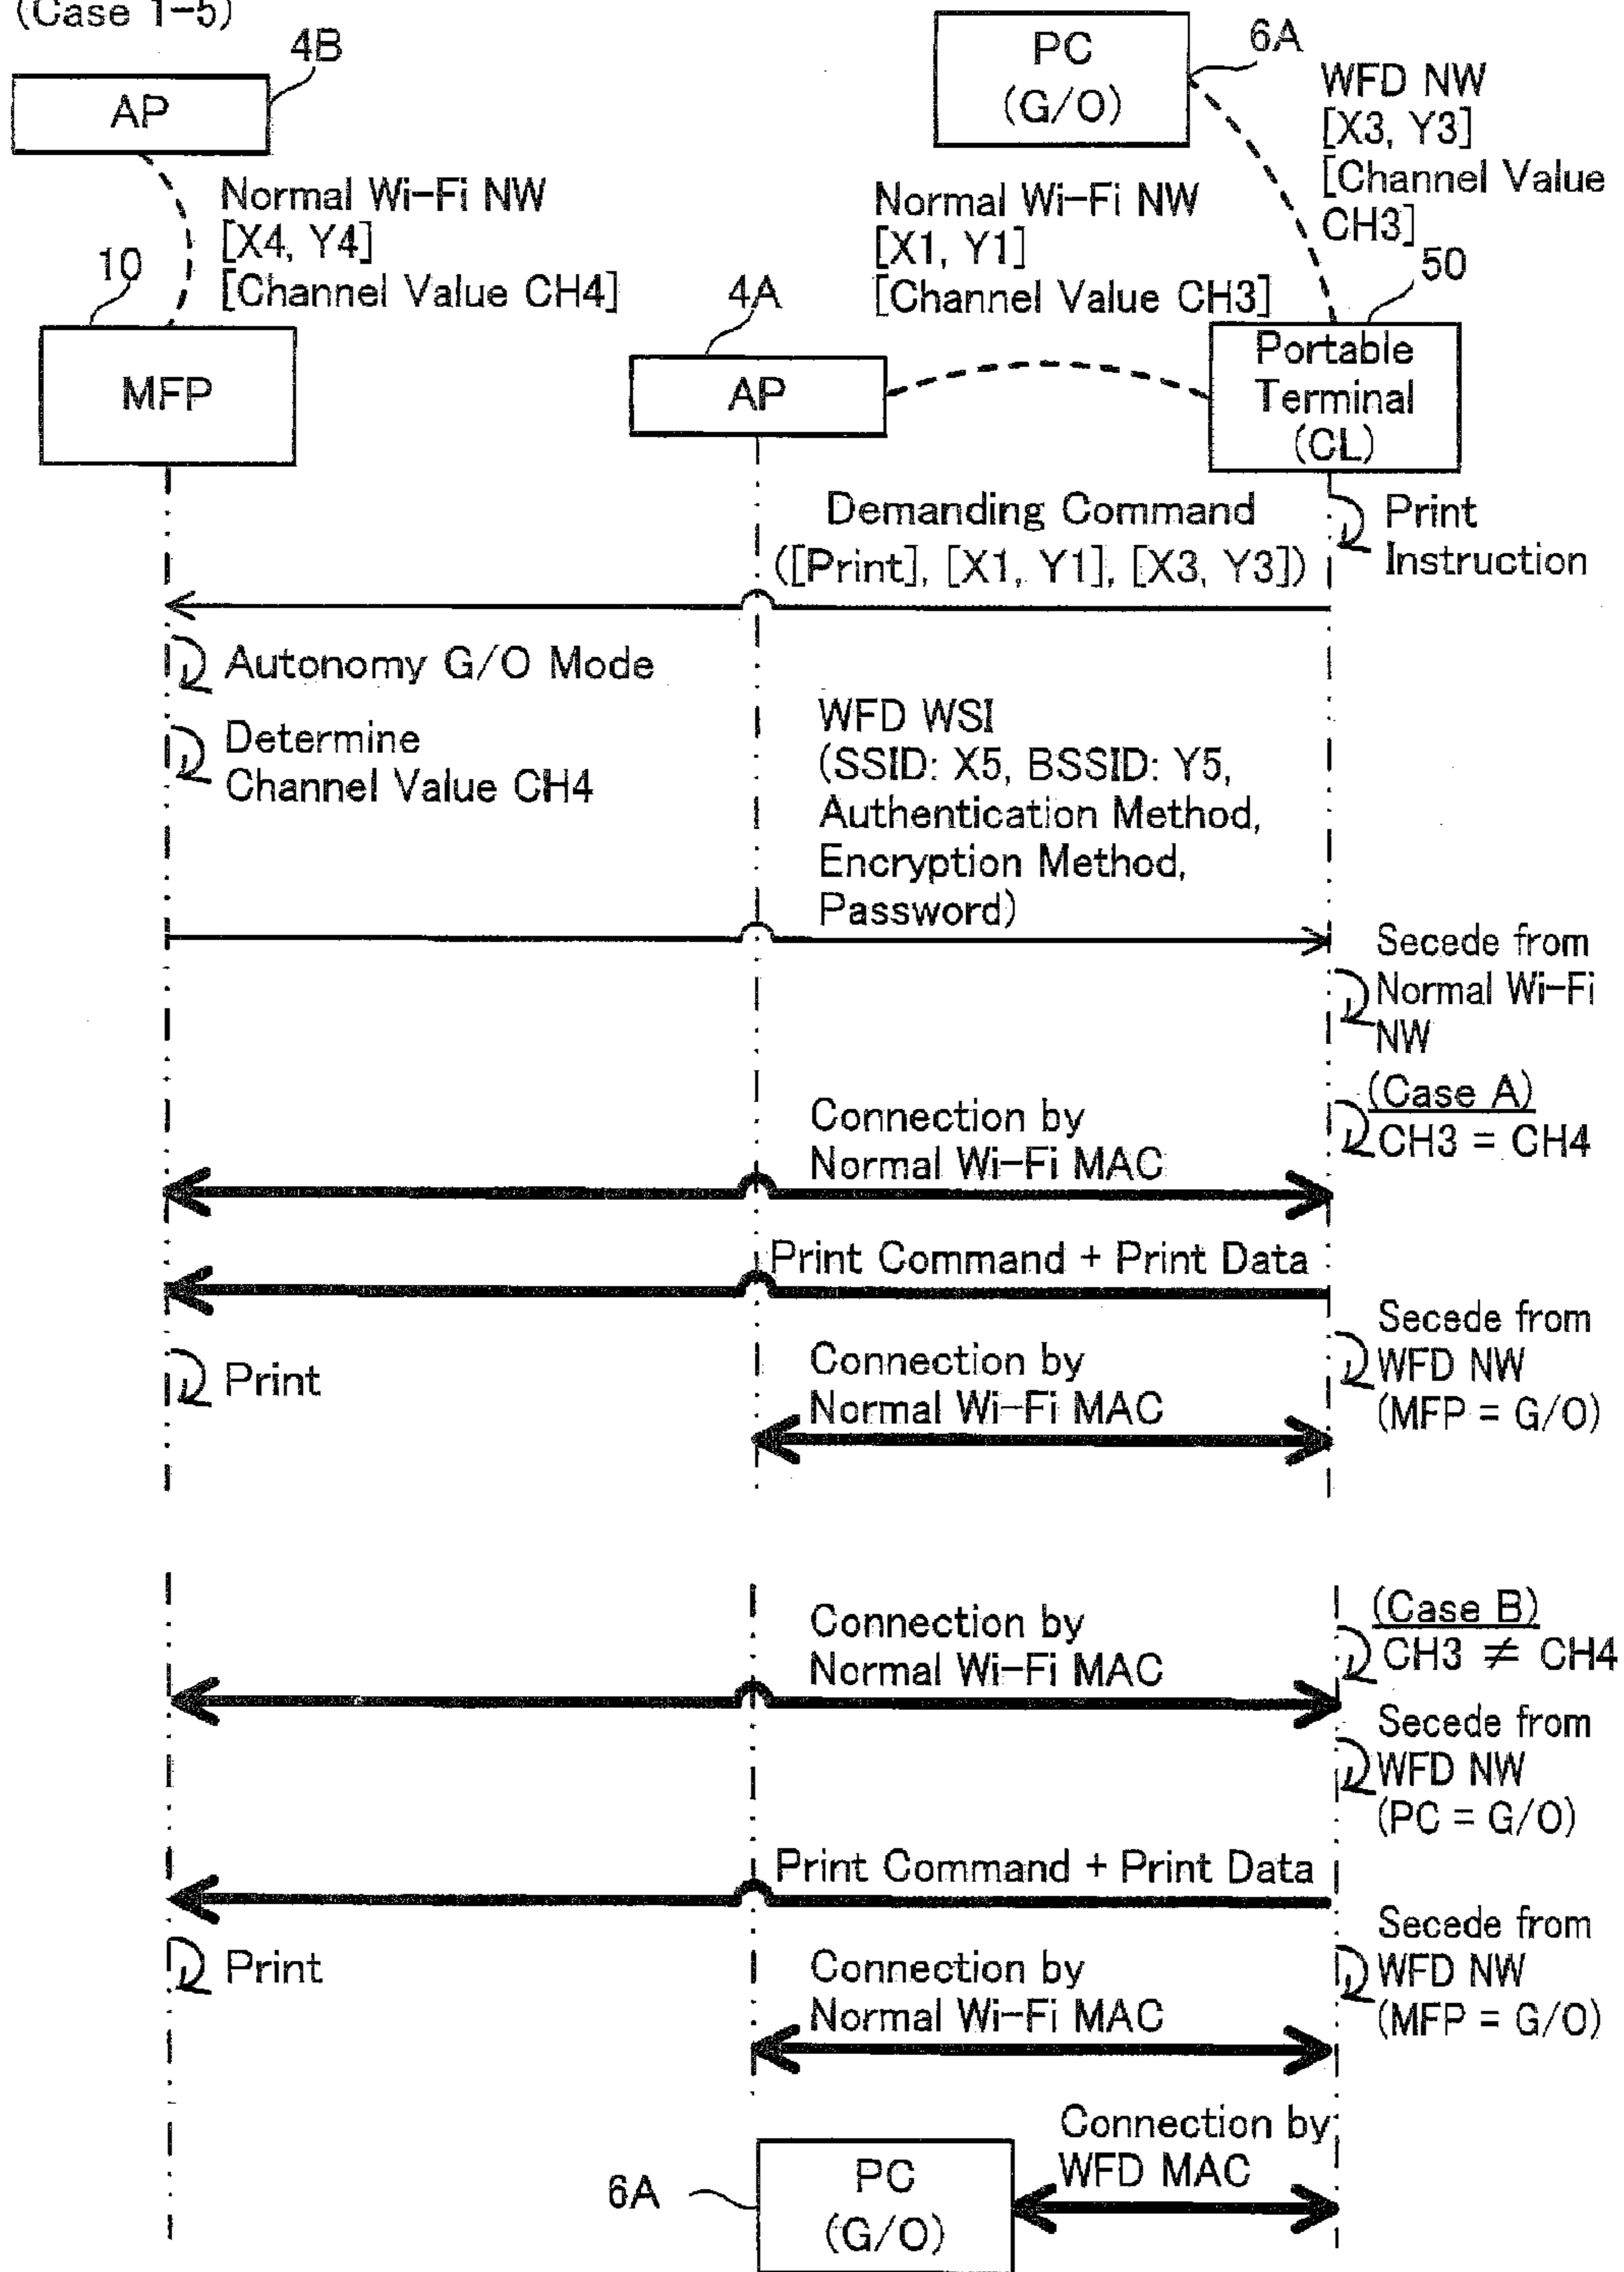 (Case 1-5)
4B
AP
PC
(G/O)
6A
WFD NW
[X3, Y3]
[Channel Value
CH3]
Normal Wi-Fi NW
[X4, Y4]
[Channel Value CH4]
Normal Wi-Fi NW
[X1, Y1]
[Channel Value CH3]
10
MFP
4A
AP
50
Portable
Terminal
(CL)
Print
Instruction
Demanding Command
([Print], [X1, Y1], [X3, Y3])
Autonomy G/O Mode
Determine
Channel Value CH4
WFD WSI
(SSID: X5, BSSID: Y5,
Authentication Method,
Encryption Method,
Password)
Secede from
Normal Wi-Fi
NW
(Case A)
CH3 = CH4
Connection by
Normal Wi-Fi MAC
Print Command + Print Data
Secede from
WFD NW
(MFP = G/O)
Print
Connection by
Normal Wi-Fi MAC
(Case B)
CH3 ≠ CH4
Connection by
Normal Wi-Fi MAC
Secede from
WFD NW
(PC = G/O)
Print Command + Print Data
Secede from
WFD NW
(MFP = G/O)
Print
Connection by
Normal Wi-Fi MAC
Connection by
WFD MAC
6A
PC
(G/O)